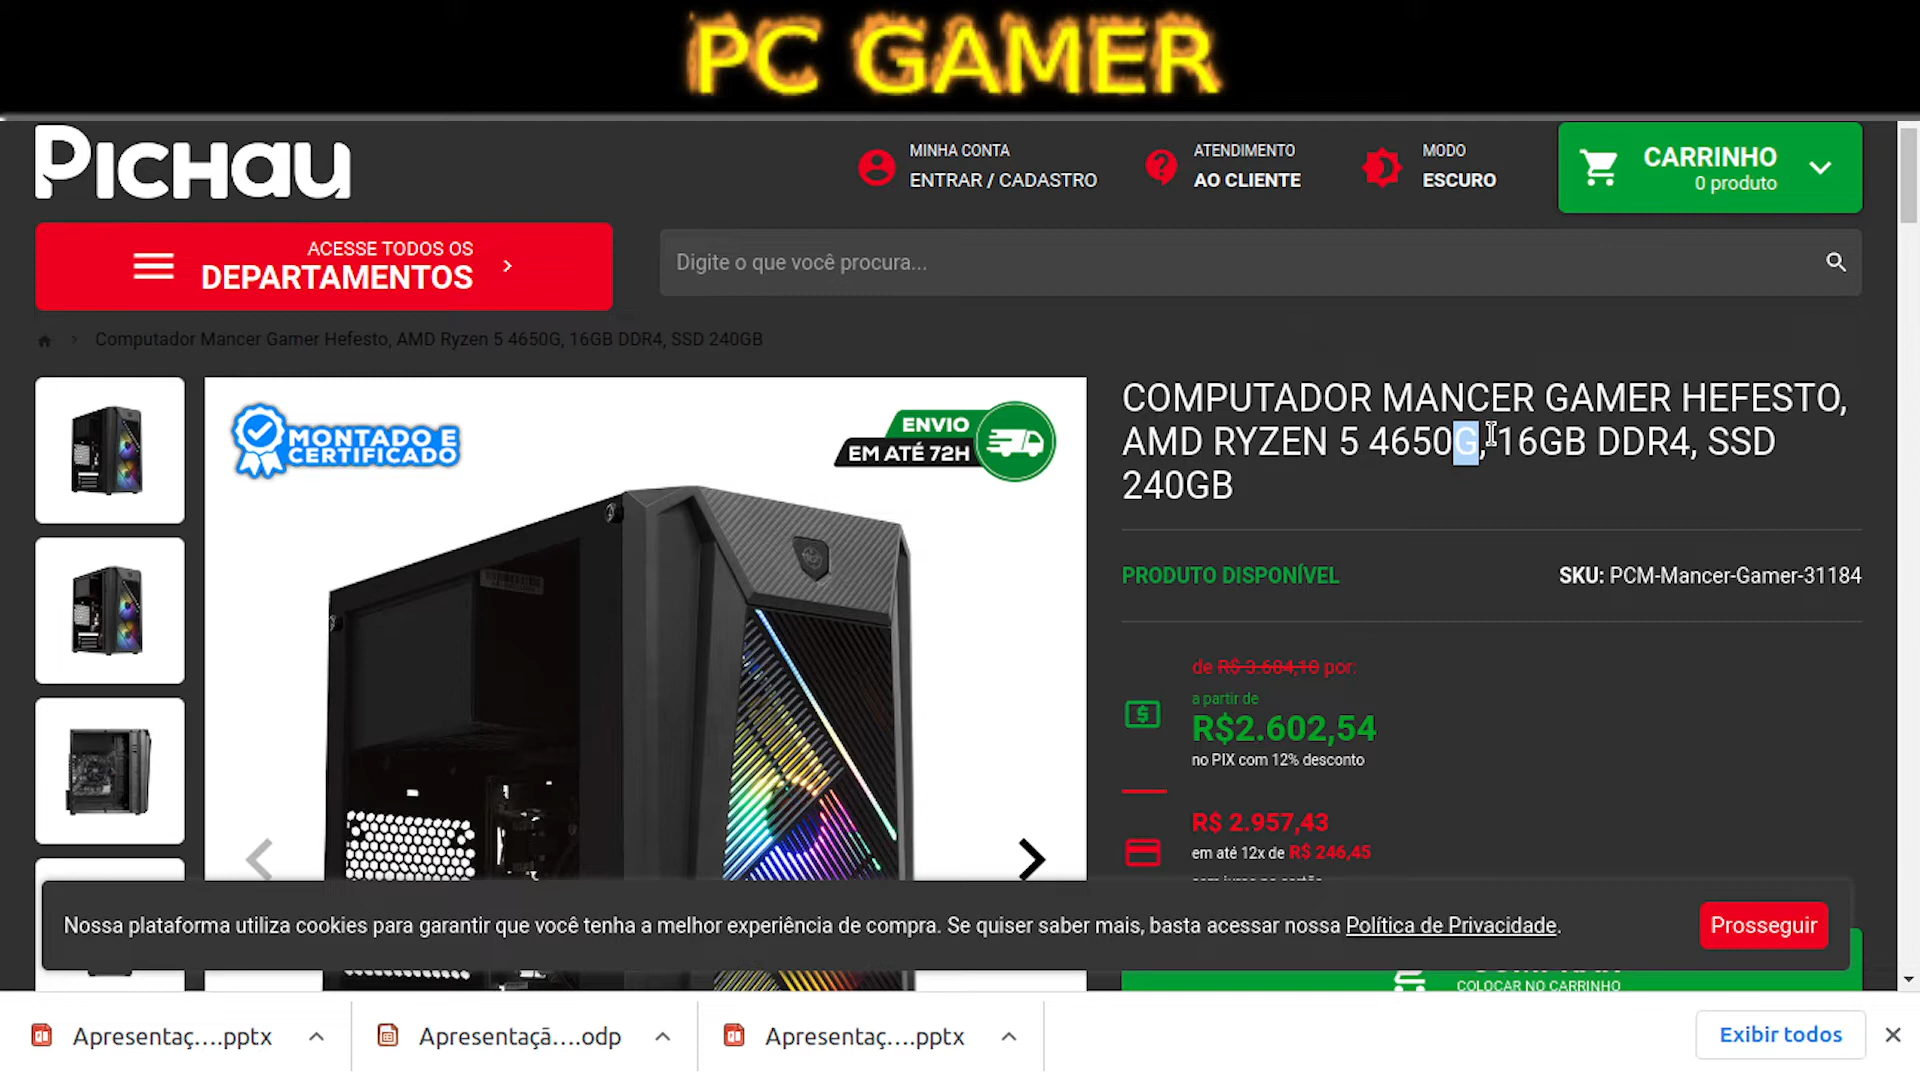 PC GAMER
PICHAU
MINHA CONTA
ENTRAR / CADASTRO
ATENDIMENTO
AO CLIENTE
MODO
ESCURO
CARRINHO
0 produto
ACESSE TODOS OS
DEPARTAMENTOS
Digite o que você procura...
Computador Mancer Gamer Hefesto, AMD Ryzen 5 4650G, 16GB DDR4, SSD 240GB
MONTADO E
CERTIFICADO
ENVIO
EM ATÉ 72H
COMPUTADOR MANCER GAMER HEFESTO,
AMD RYZEN 5 4650G, 16GB DDR4, SSD
240GB
PRODUTO DISPONÍVEL
SKU: PCM-Mancer-Gamer-31184
de R$ 3.684,10 por:
a partir de
R$2.602,54
no PIX com 12% desconto
R$ 2.957,43
em até 12x de R$ 246,45
Nossa plataforma utiliza cookies para garantir que você tenha a melhor experiência de compra. Se quiser saber mais, basta acessar nossa Política de Privacidade.
Prosseguir
COLOCAR NO CARRINHO
Apresentaç....pptx
Apresentaçã....odp
Apresentaç....pptx
Exibir todos